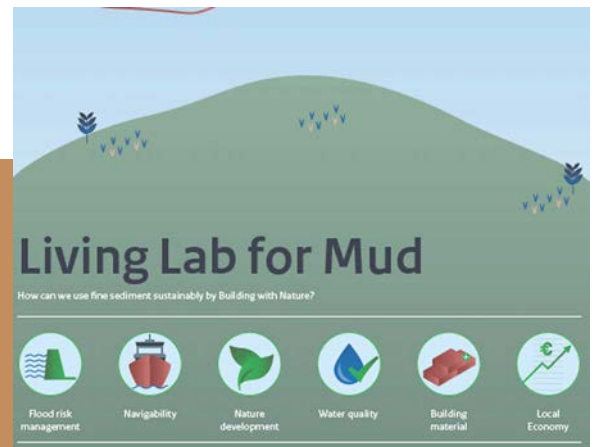 Living Lab for Mud
How can we use fine sediment sustainably by Building with Nature?
Flood risk
management
Navigability
Nature
development
Water quality
Building
material
Local
Economy